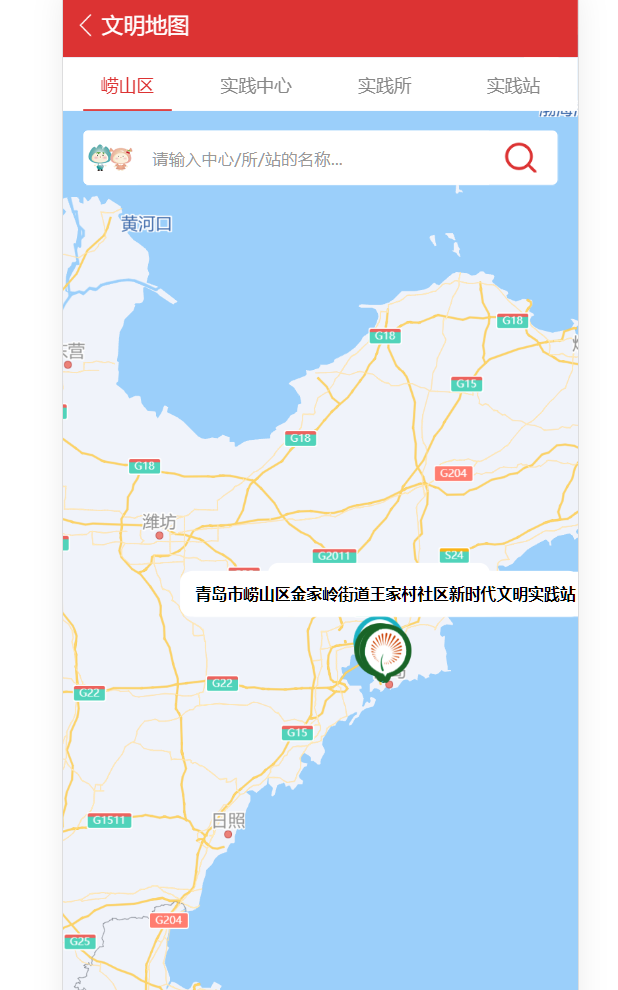 文明地图
崂山区
实践中心
实践所
实践站
请输入中心/所/站的名称...
黄河口
G18
G18
东营
G15
G18
G18
G204
潍坊
G2011
S24
青岛市崂山区金家岭街道王家村社区新时代文明实践站
G22
G22
G15
G1511
日照
G204
G25